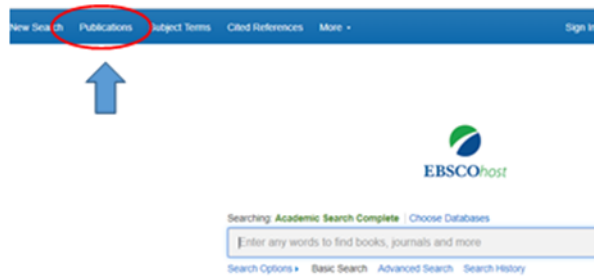 New Search Publications Subject Terms Cited References More
Sign In
EBSCOhost
Searching: Academic Search Complete Choose Databases
Enter any words to find books, journals and more
Search Options Basic Search Advanced Search Search History